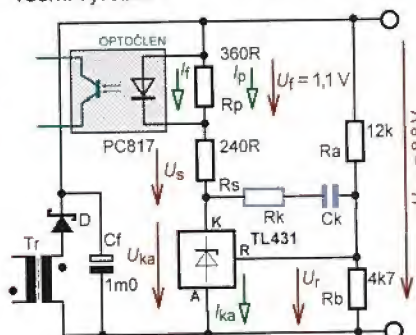 OPTOČLEN
360R
If
Ip
Uf = 1,1 V
Rp
PC817
12k
240R
Ra
Us
Rs
Rk
Ck
K
TL431
D
Cf
Tr
Uka
R
1m0
A
Ika
Ur
4k7
Rb